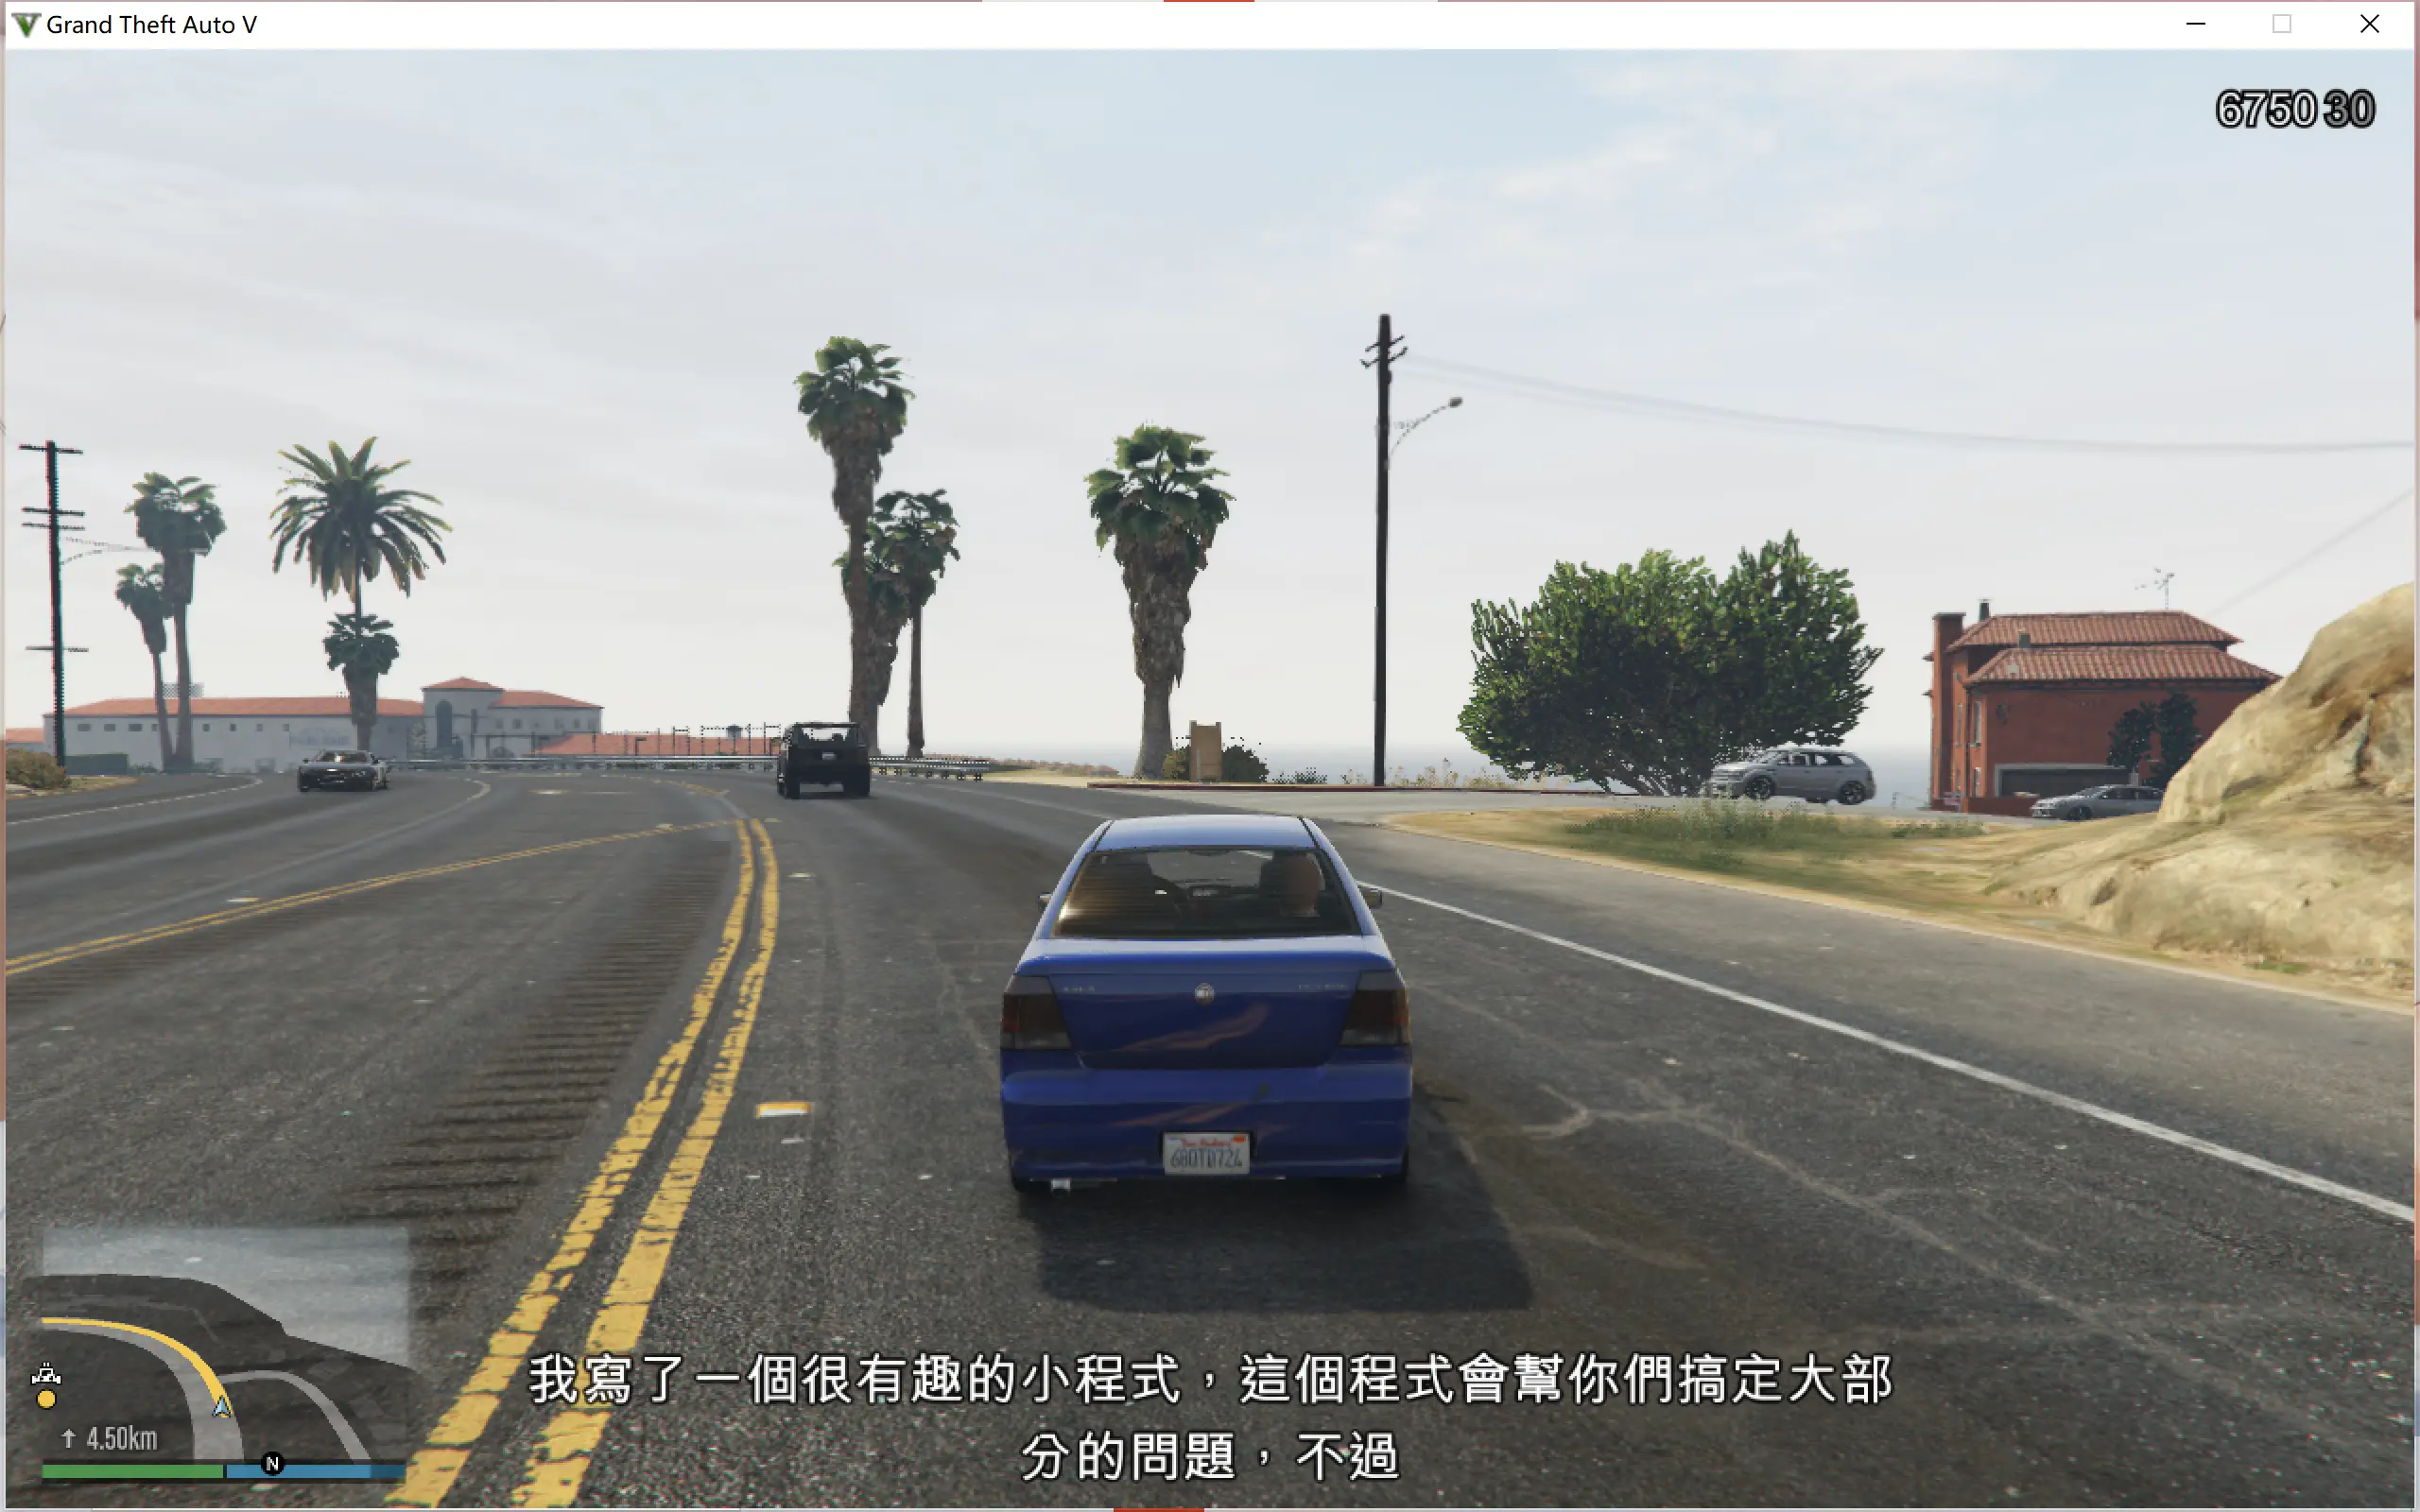 Grand Theft Auto V
6750 30
68OTD724
↑ 4.50km
N
我寫了一個很有趣的小程式，這個程式會幫你們搞定大部
分的問題，不過